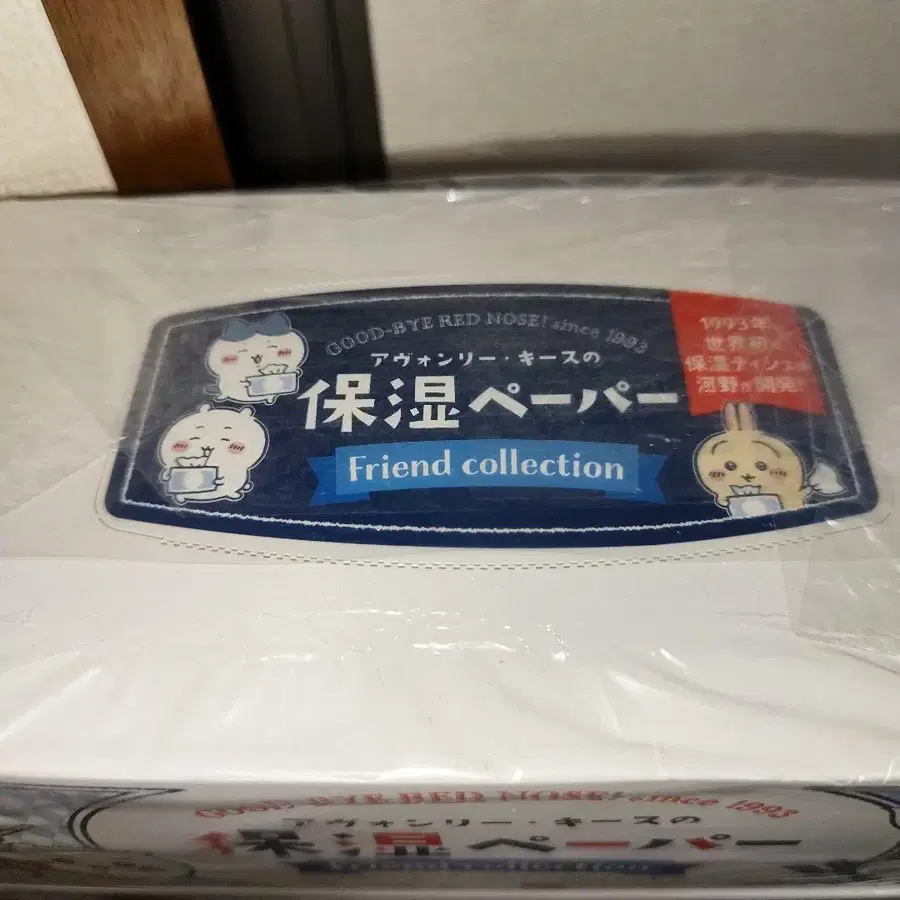 GOOD-BYE RED NOSE! since 1993
アヴォンリー・キースの
保湿ペーパー
Friend collection
1993年
世界初
保湿ティシュ
河野が開発!
GOOD-BYE RED NOSE! since 1993
アヴォンリー・キースの
保湿ペーパー
Friend collection